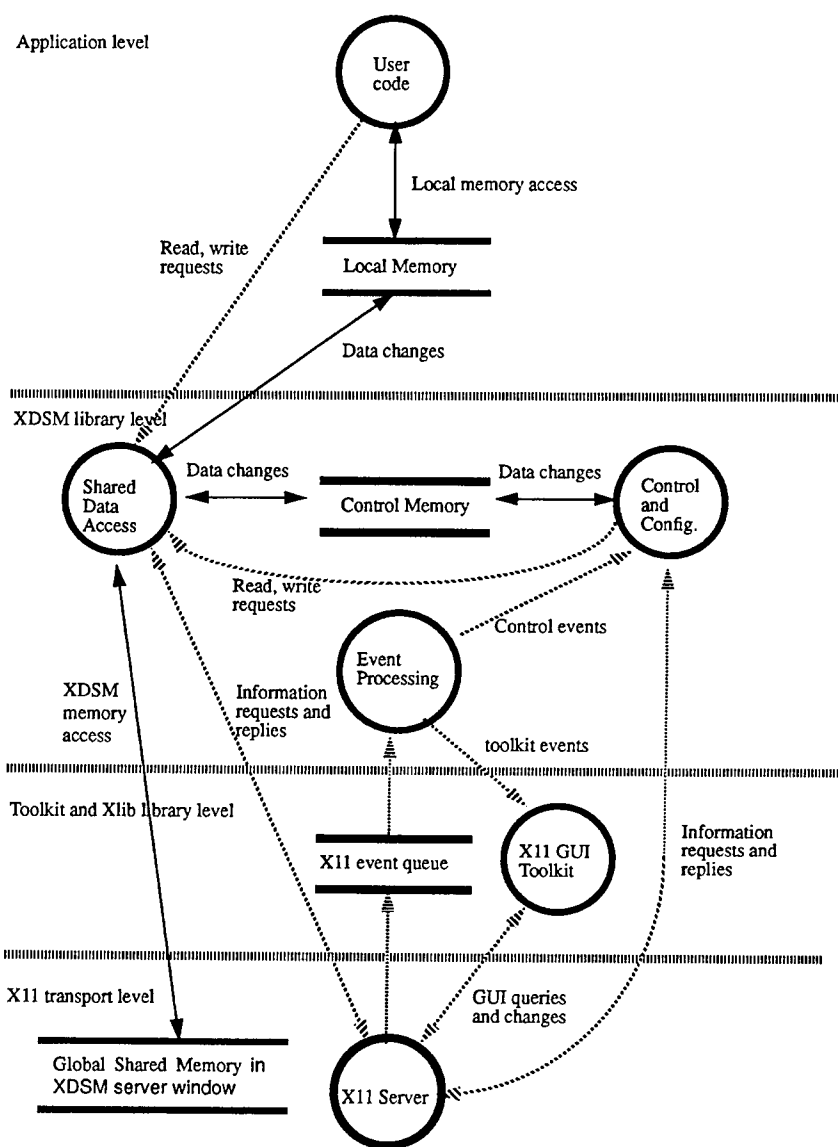 Application level
User
code
Local memory access
Read, write
requests
Local Memory
Data changes
XDSM library level
Shared
Data
Access
Data changes
Control Memory
Data changes
Control
and
Config.
Read, write
requests
Control events
Event
Processing
XDSM
memory
access
Information
requests and
replies
toolkit events
Toolkit and Xlib library level
X11 event queue
X11 GUI
Toolkit
Information
requests and
replies
X11 transport level
GUI queries
and changes
Global Shared Memory in
XDSM server window
X11 Server